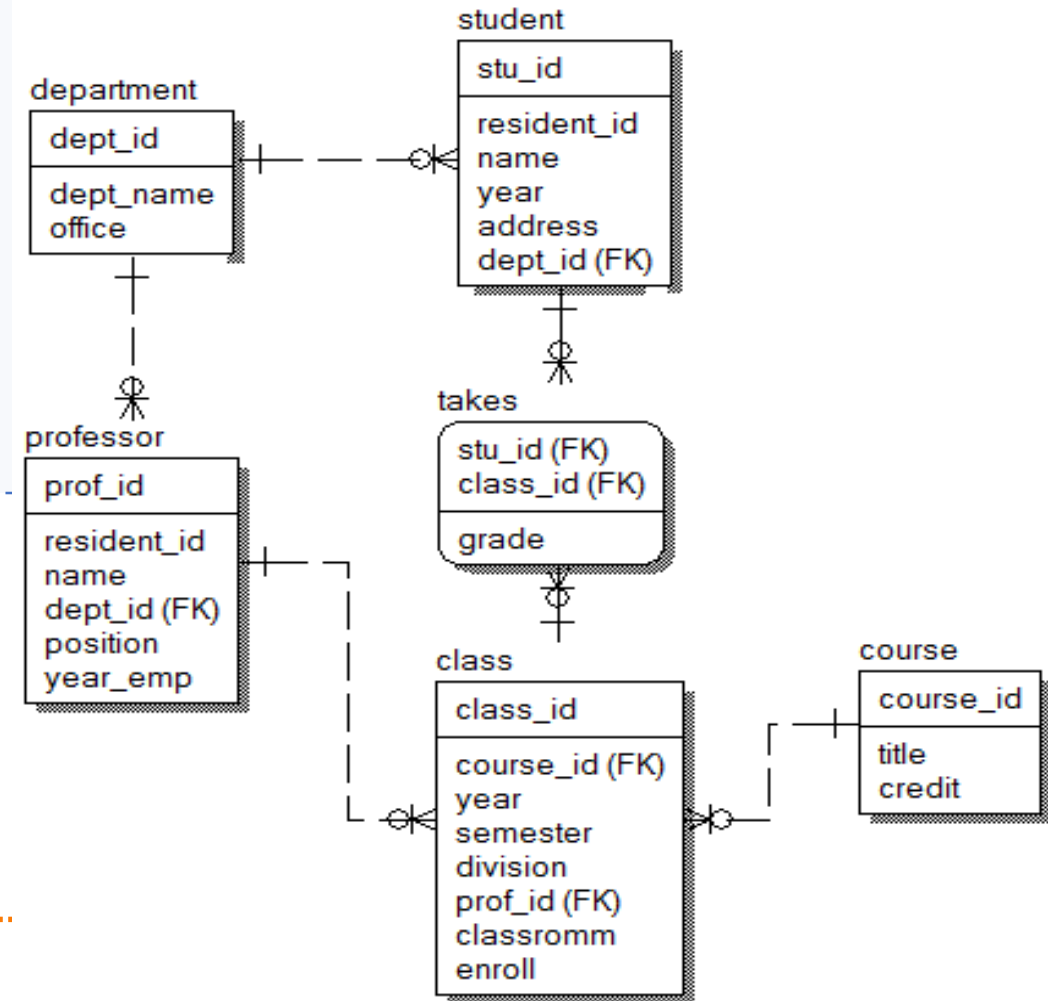 student
stu_id
resident_id
name
year
address
dept_id (FK)
department
dept_id
dept_name
office
takes
stu_id (FK)
class_id (FK)
grade
professor
prof_id
resident_id
name
dept_id (FK)
position
year_emp
class
class_id
course_id (FK)
year
semester
division
prof_id (FK)
classromm
enroll
course
course_id
title
credit